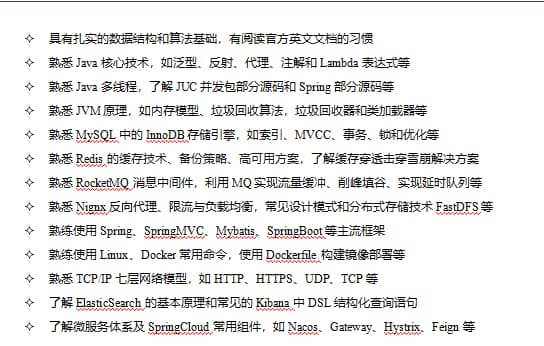 具有扎实的数据结构和算法基础，有阅读官方英文文档的习惯
熟悉 Java 核心技术，如泛型、反射、代理、注解和 Lambda 表达式等
熟悉 Java 多线程，了解 JUC 并发包部分源码和 Spring 部分源码等
熟悉 JVM 原理，如内存模型、垃圾回收算法，垃圾回收器和类加载器等
熟悉 MySQL 中的 InnoDB 存储引擎，如索引、MVCC、事务、锁和优化等
熟悉 Redis 的缓存技术、备份策略、高可用方案，了解缓存穿透击穿雪崩解决方案
熟悉 RocketMQ 消息中间件，利用 MQ 实现流量缓冲、削峰填谷、实现延时队列等
熟悉 Nignx 反向代理、限流与负载均衡，常见设计模式和分布式存储技术 FastDFS 等
熟练使用 Spring、SpringMVC、Mybatis、SpringBoot 等主流框架
熟练使用 Linux、Docker 常用命令，使用 Dockerfile 构建镜像部署等
熟悉 TCP/IP 七层网络模型，如 HTTP、HTTPS、UDP、TCP 等
了解 ElasticSearch 的基本原理和常见的 Kibana 中 DSL 结构化查询语句
了解微服务体系及 SpringCloud 常用组件，如 Nacos、Gateway、Hystrix、Feign 等